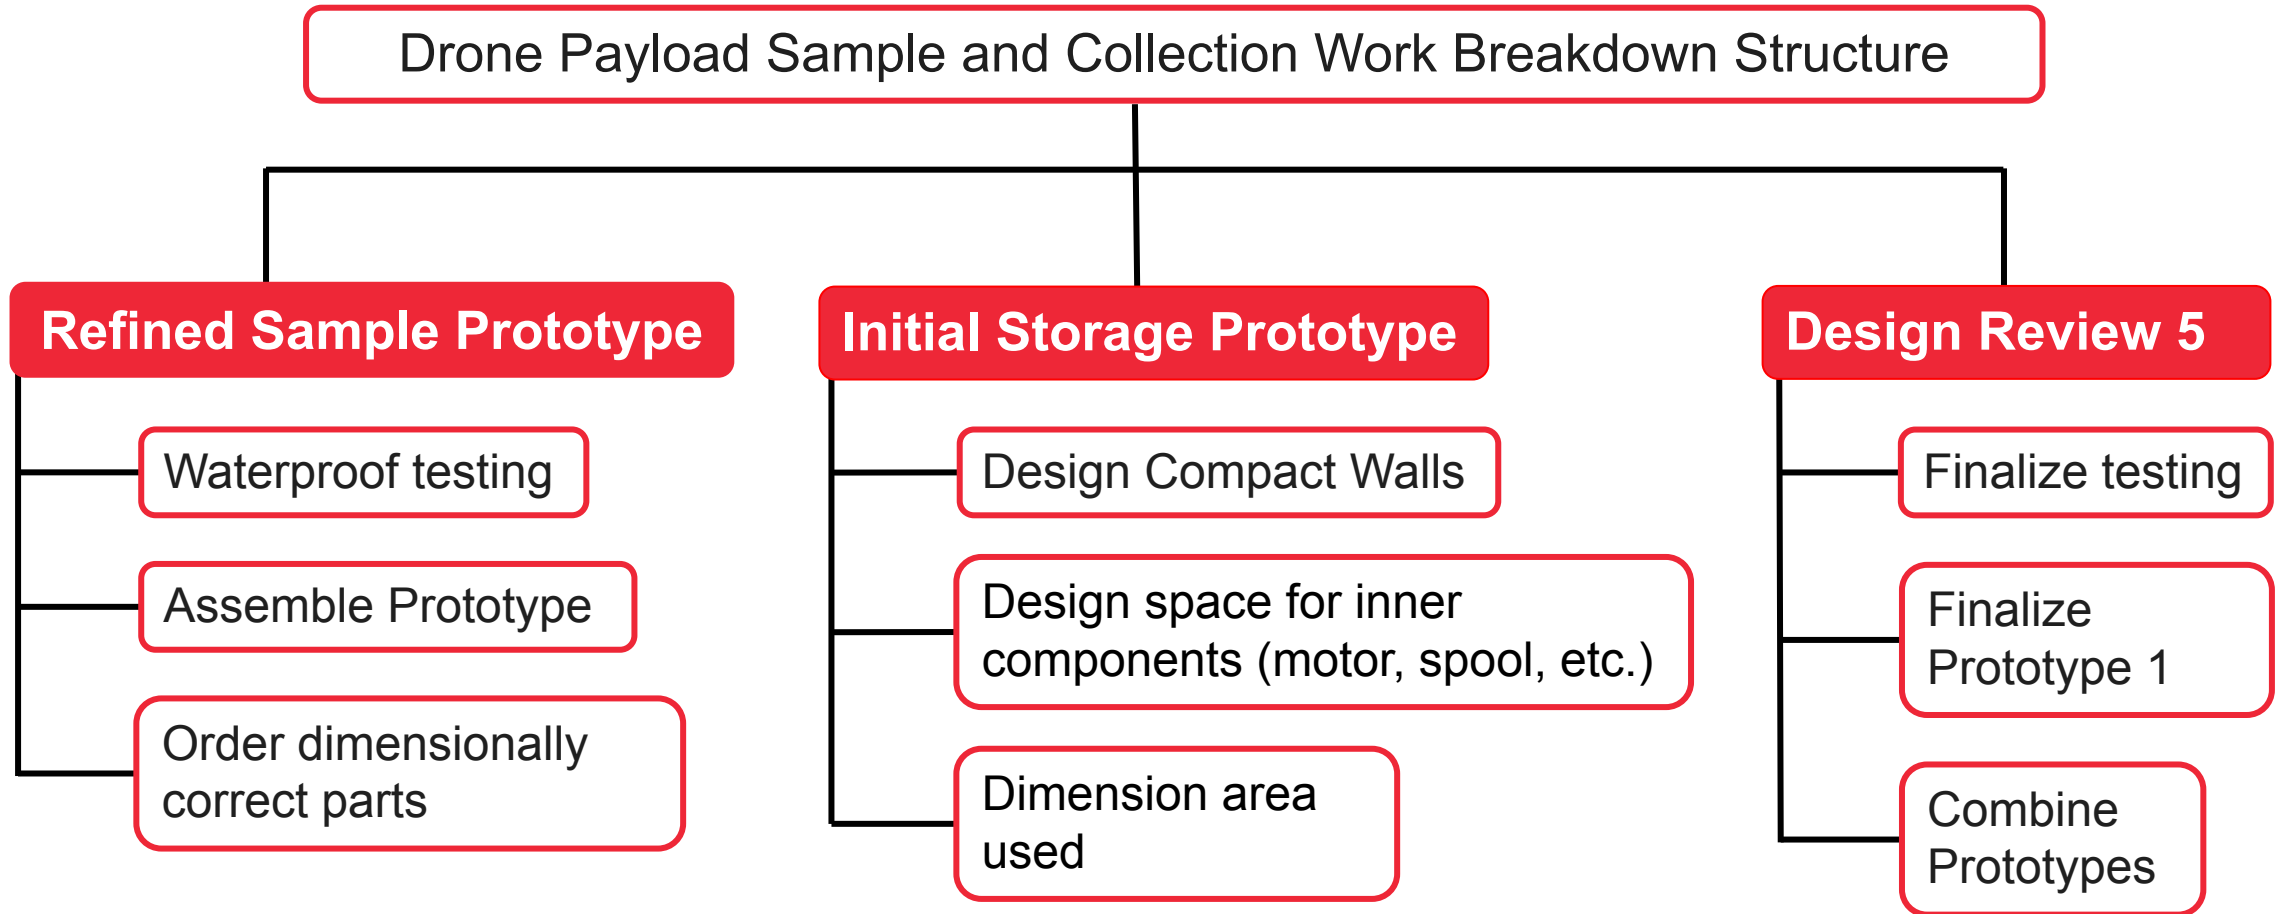 Drone Payload Sample and Collection Work Breakdown Structure
Refined Sample Prototype
Waterproof testing
Assemble Prototype
Order dimensionally
correct parts
Initial Storage Prototype
Design Compact Walls
Design space for inner
components (motor, spool, etc.)
Dimension area
used
Design Review 5
Finalize testing
Finalize
Prototype 1
Combine
Prototypes